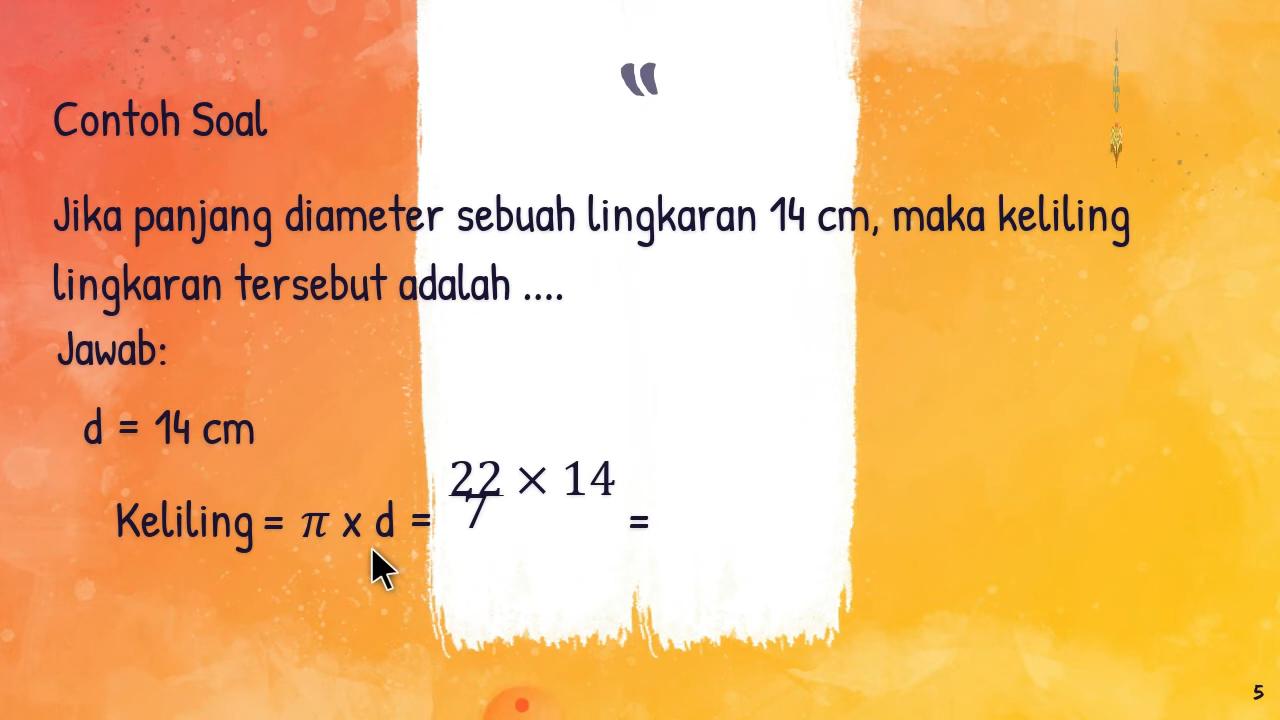 “
Contoh Soal
Jika panjang diameter sebuah lingkaran 14 cm, maka keliling
lingkaran tersebut adalah ....
Jawab:
d = 14 cm
Keliling = π x d = 22/7 × 14 =
5